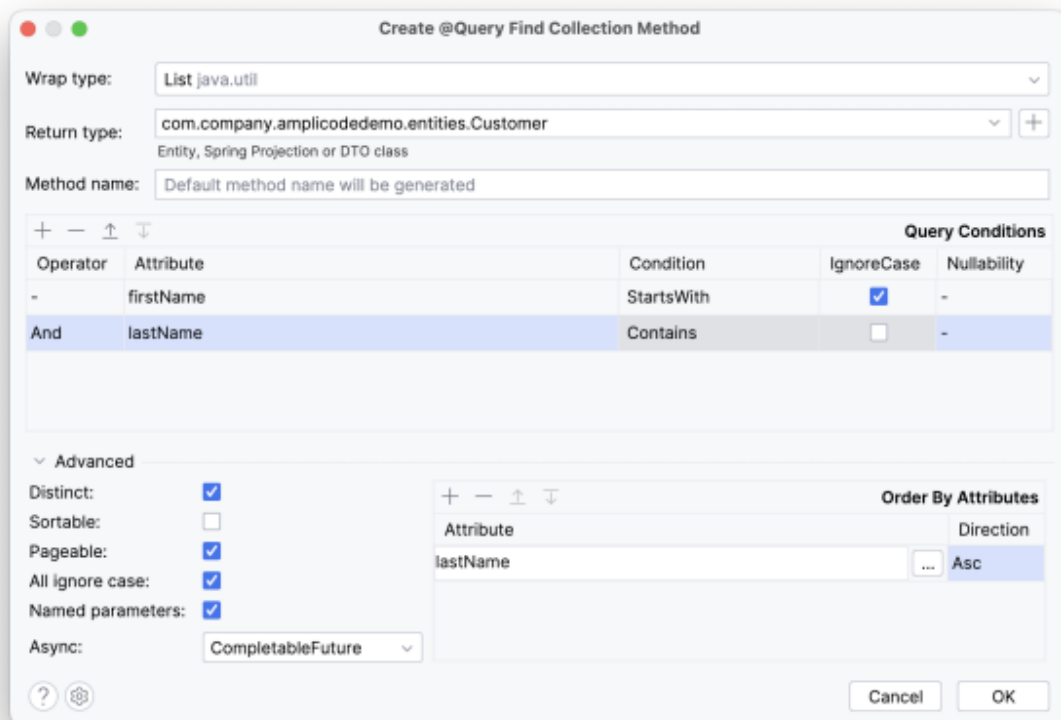 Create @Query Find Collection Method
Wrap type: List java.util
Return type: com.company.amplicodedemo.entities.Customer
Entity, Spring Projection or DTO class
Method name: Default method name will be generated
Query Conditions
Operator Attribute Condition IgnoreCase Nullability
- firstName StartsWith -
And lastName Contains -
Advanced
Distinct:
Order By Attributes
Sortable:
Attribute Direction
Pageable:
lastName ... Asc
All ignore case:
Named parameters:
Async: CompletableFuture
? Cancel OK